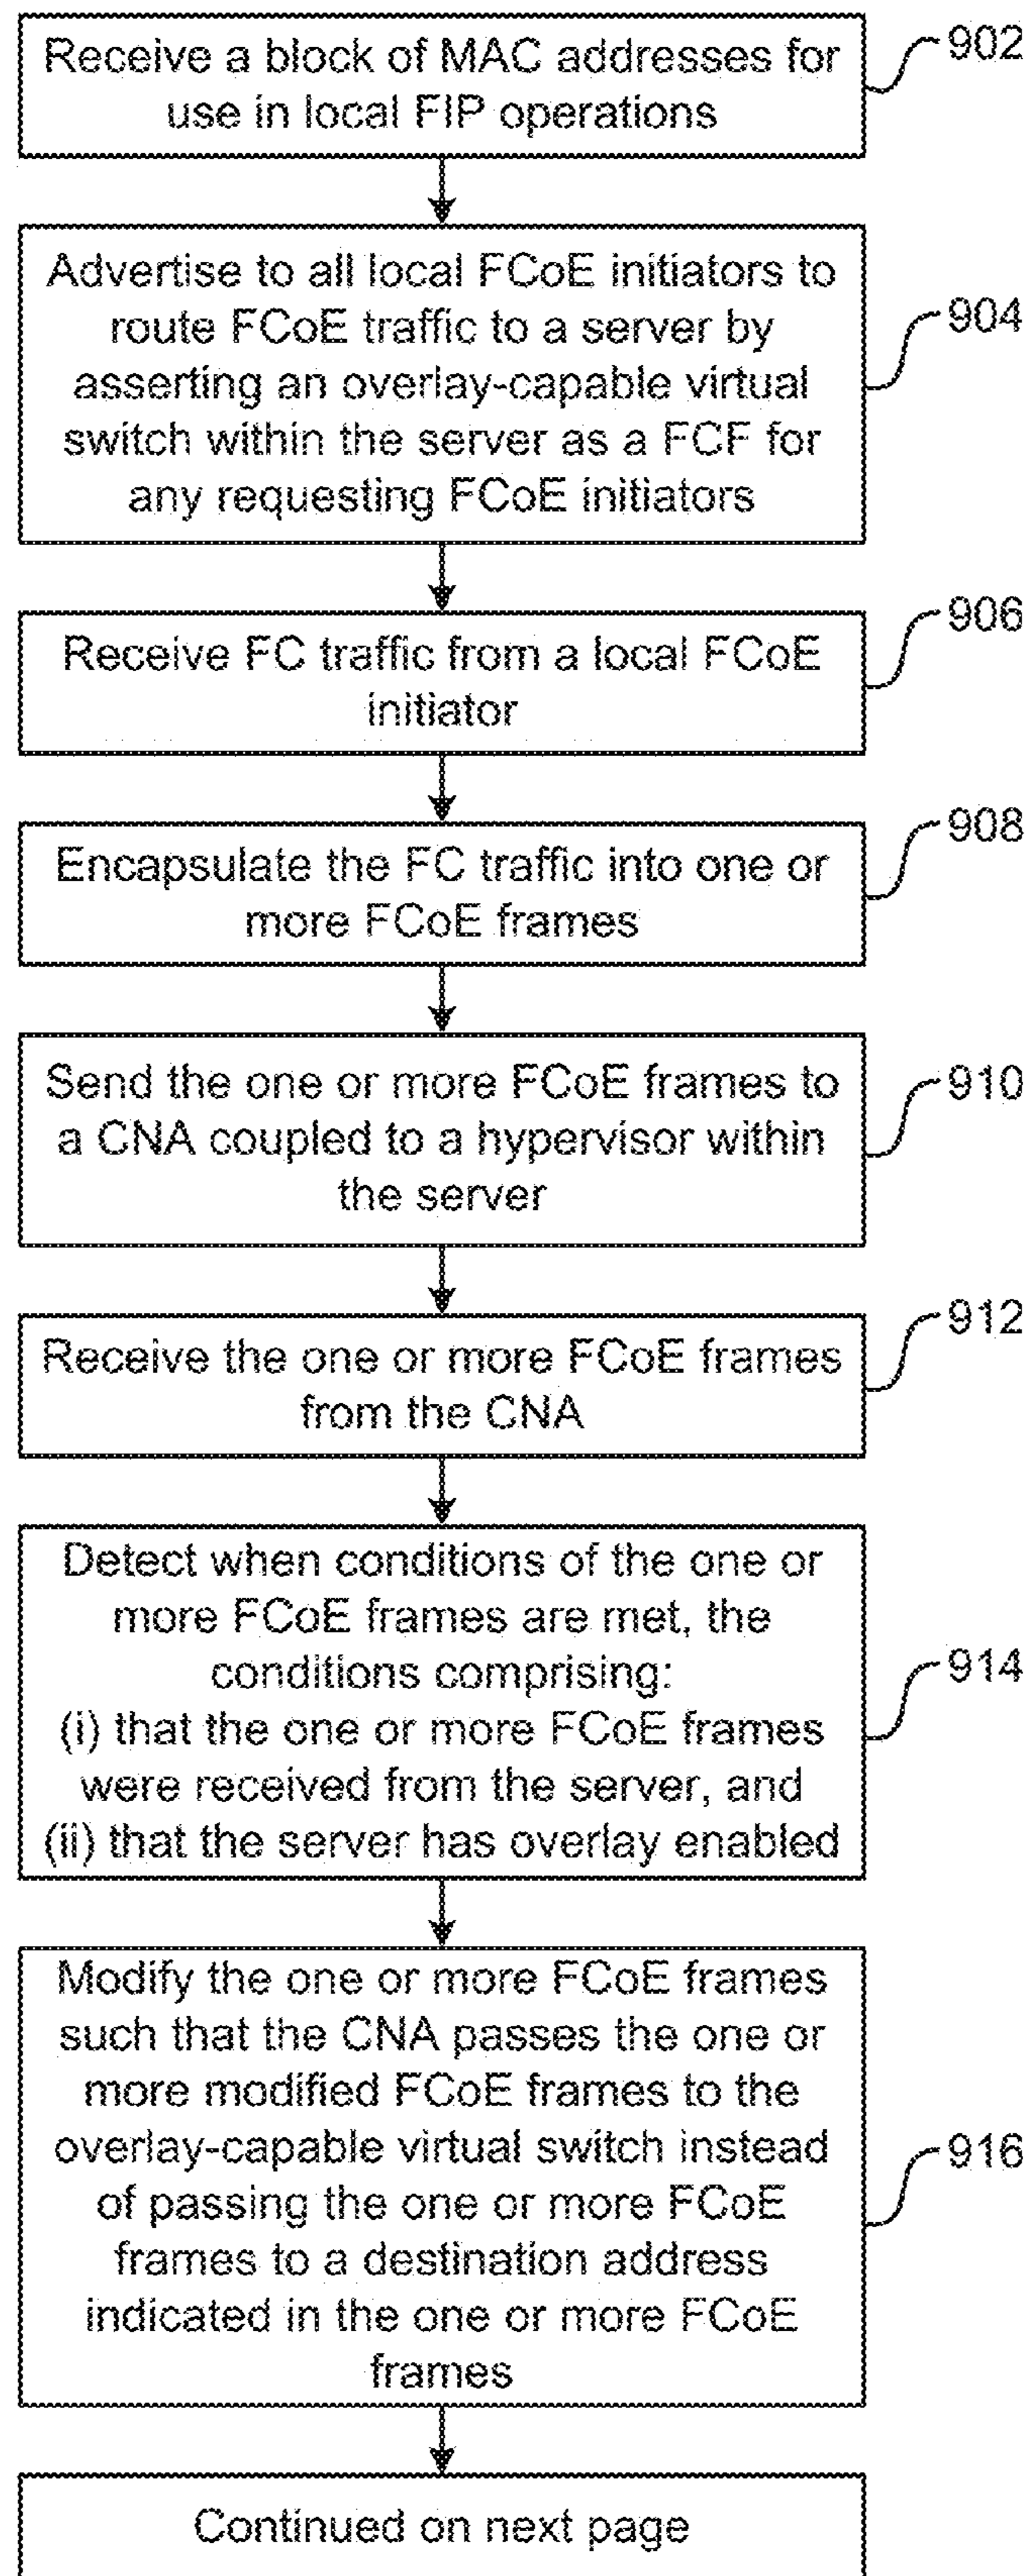 Receive a block of MAC addresses for
use in local FIP operations
902
Advertise to all local FCoE initiators to
route FCoE traffic to a server by
asserting an overlay-capable virtual
switch within the server as a FCF for
any requesting FCoE initiators
904
Receive FC traffic from a local FCoE
initiator
906
Encapsulate the FC traffic into one or
more FCoE frames
908
Send the one or more FCoE frames to
a CNA coupled to a hypervisor within
the server
910
Receive the one or more FCoE frames
from the CNA
912
Detect when conditions of the one or
more FCoE frames are met, the
conditions comprising:
(i) that the one or more FCoE frames
were received from the server, and
(ii) that the server has overlay enabled
914
Modify the one or more FCoE frames
such that the CNA passes the one or
more modified FCoE frames to the
overlay-capable virtual switch instead
of passing the one or more FCoE
frames to a destination address
indicated in the one or more FCoE
frames
916
Continued on next page